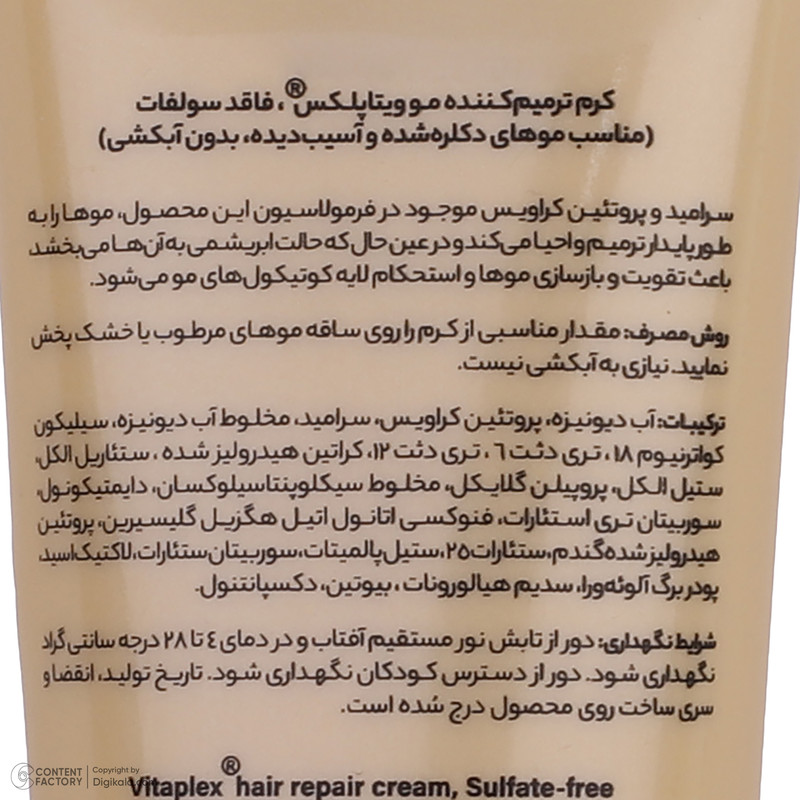 کرم ترمیم‌کننده مو ویتاپلکس®، فاقد سولفات
(مناسب موهای دکلره‌شده و آسیب‌دیده، بدون آبکشی)
سرامید و پروتئین کراویس موجود در فرمولاسیون این محصول، موها را به
طور پایدار ترمیم و احیا می‌کند و در عین حال که حالت ابریشمی به آن‌ها می‌بخشد،
باعث تقویت و بازسازی موها و استحکام لایه کوتیکول‌های مو می‌شود.
روش مصرف: مقدار مناسبی از کرم را روی ساقه موهای مرطوب یا خشک پخش
نمایید. نیازی به آبکشی نیست.
ترکیبات: آب دیونیزه، پروتئین کراویس، سرامید، مخلوط آب دیونیزه، سیلیکون
کواترنیوم ۱۸، تری دثت ٦، تری دثت ۱۲، کراتین هیدرولیز شده، ستئاریل الکل،
ستیل الکل، پروپیلن گلایکل، مخلوط سیکلوپنتاسیلوکسان، دایمتیکونول،
سوربیتان تری استئارات، فنوکسی اتانول اتیل هگزیل گلیسیرین، پروتئین
هیدرولیز شده گندم، ستئارات۲۵، ستیل پالمیتات، سوربیتان ستئارات، لاکتیک اسید،
پودر برگ آلوئه‌ورا، سدیم هیالورونات، بیوتین، دکسپانتنول.
شرایط نگهداری: دور از تابش نور مستقیم آفتاب و در دمای ٤ تا ۲۸ درجه سانتی گراد
نگهداری شود. دور از دسترس کودکان نگهداری شود. تاریخ تولید، انقضا و
سری ساخت روی محصول درج شده است.
Vitaplex® hair repair cream, Sulfate-free
CONTENT FACTORY | Copyright by Digikala.com